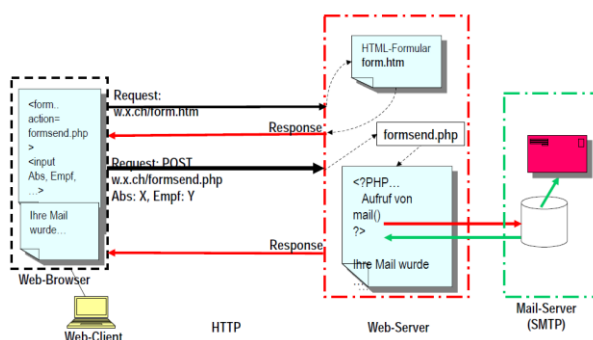 HTML-Formular
form.htm
Request:
w.x.ch/form.htm
<form..
action=
formsend.php
>
<input
Abs, Empf,
...>
Response
formsend.php
Request: POST
w.x.ch/formsend.php
Abs: X, Empf: Y
<?PHP...
Aufruf von
mail()
?>
Ihre Mail
wurde...
Response
Ihre Mail wurde
Web-Browser
Web-Client
HTTP
Web-Server
Mail-Server
(SMTP)